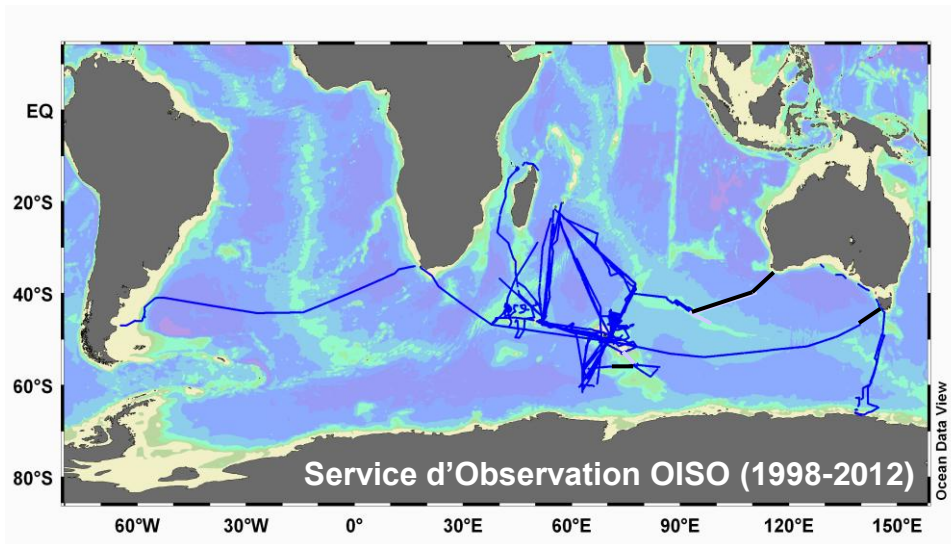 EQ
20°S
40°S
60°S
80°S
Service d’Observation OISO (1998-2012)
60°W 30°W 0° 30°E 60°E 90°E 120°E 150°E
Ocean Data View